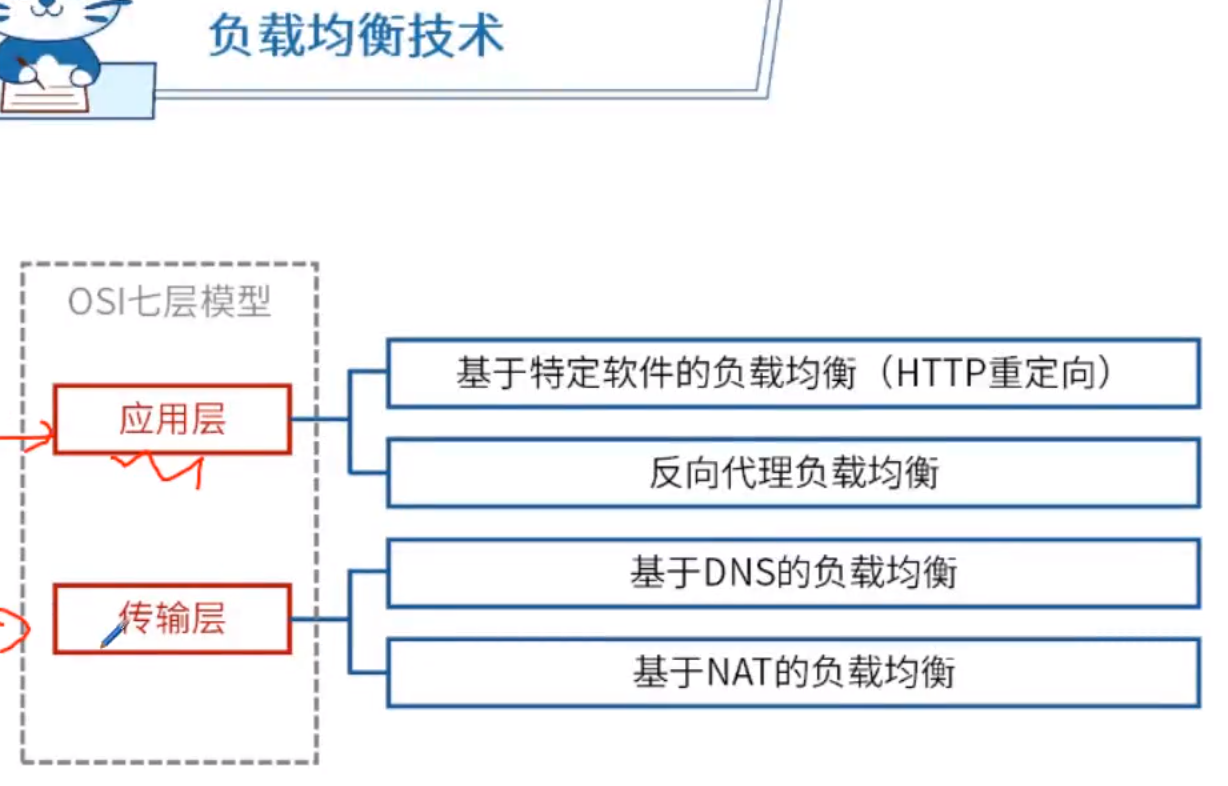 负载均衡技术
OSI七层模型
应用层
基于特定软件的负载均衡（HTTP重定向）
反向代理负载均衡
传输层
基于DNS的负载均衡
基于NAT的负载均衡